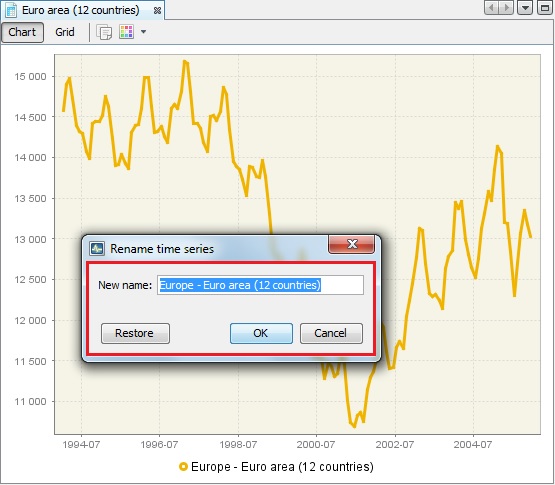 Euro area (12 countries)
Chart Grid
15 000
14 500
14 000
13 500
13 000
12 500
12 000
11 500
11 000
Rename time series
New name: Europe - Euro area (12 countries)
Restore OK Cancel
1994-07 1996-07 1998-07 2000-07 2002-07 2004-07
Europe - Euro area (12 countries)